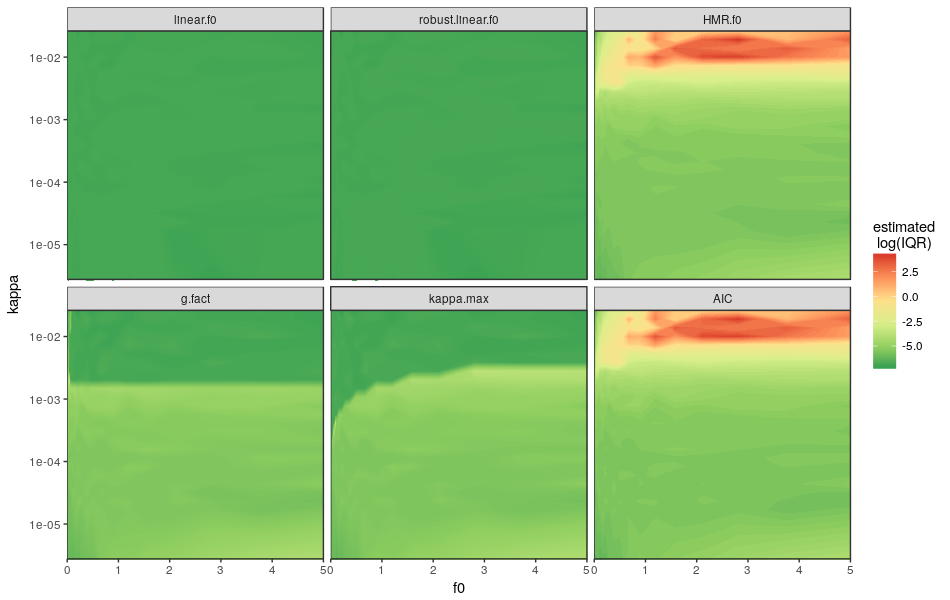 linear.f0 robust.linear.f0 HMR.f0
1e-02
1e-03
1e-04
1e-05
kappa
g.fact kappa.max AIC
1e-02
1e-03
1e-04
1e-05
0 1 2 3 4 5 0 1 2 3 4 5 0 1 2 3 4 5
f0
estimated
log(IQR)
2.5
0.0
-2.5
-5.0